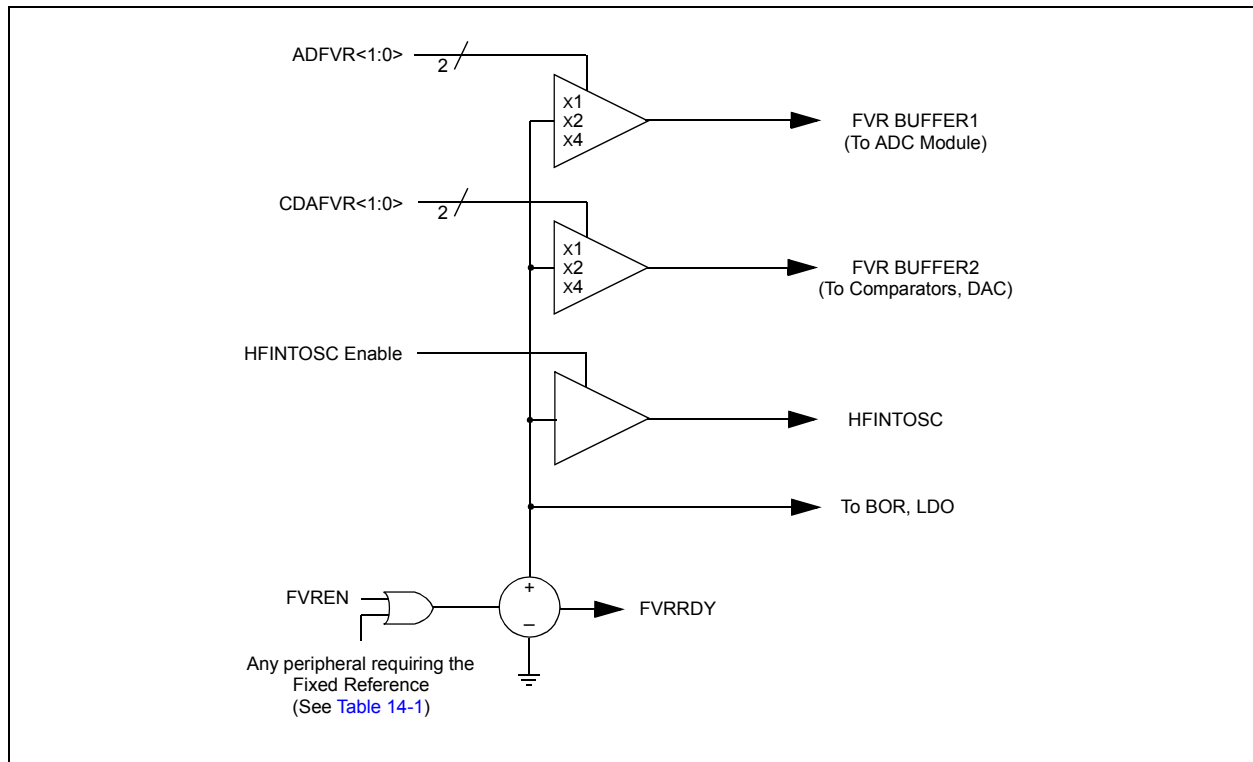 ADFVR<1:0>
2
x1
x2
x4
FVR BUFFER1
(To ADC Module)
CDAFVR<1:0>
2
x1
x2
x4
FVR BUFFER2
(To Comparators, DAC)
HFINTOSC Enable
HFINTOSC
To BOR, LDO
+
_
FVREN
FVRRDY
Any peripheral requiring the
Fixed Reference
(See Table 14-1)